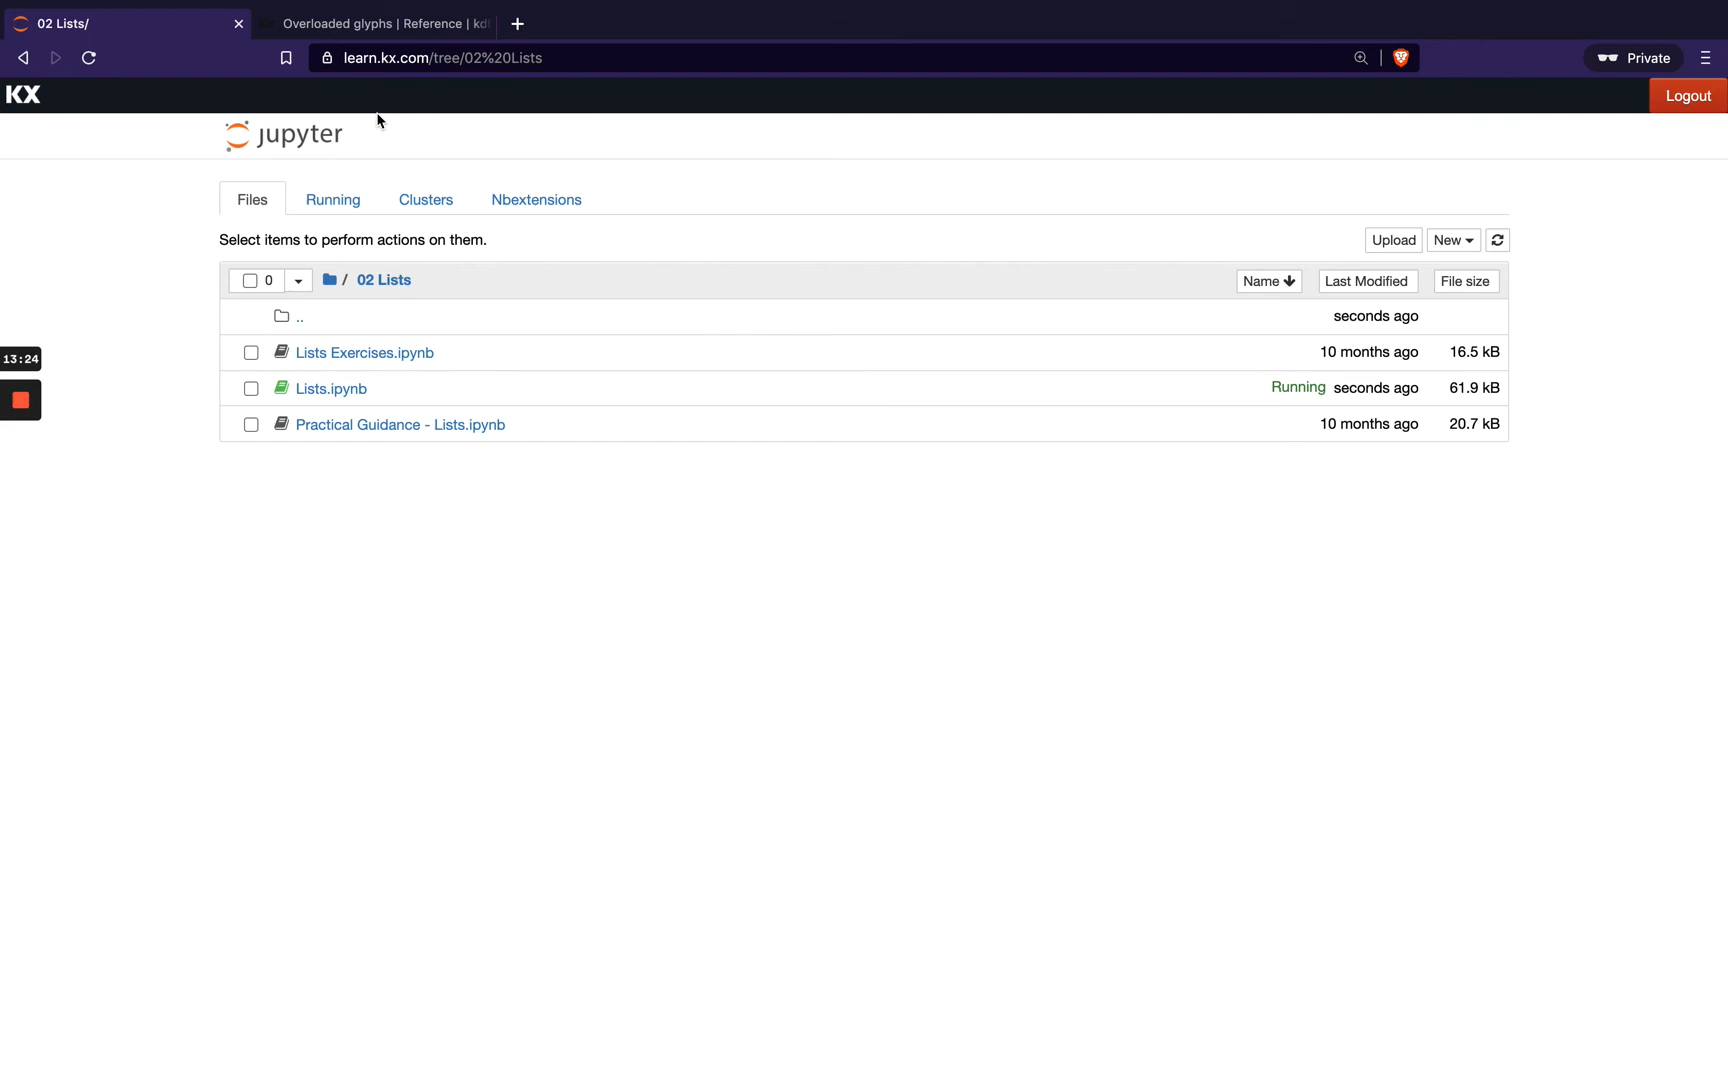 02 Lists/
Overloaded glyphs | Reference | kd
learn.kx.com/tree/02%20Lists
Private
KX
Logout
jupyter
Files
Running
Clusters
Nbextensions
Select items to perform actions on them.
Upload
New
0
/
02 Lists
Name
Last Modified
File size
..
seconds ago
Lists Exercises.ipynb
10 months ago
16.5 kB
13:24
Lists.ipynb
Running
seconds ago
61.9 kB
Practical Guidance - Lists.ipynb
10 months ago
20.7 kB